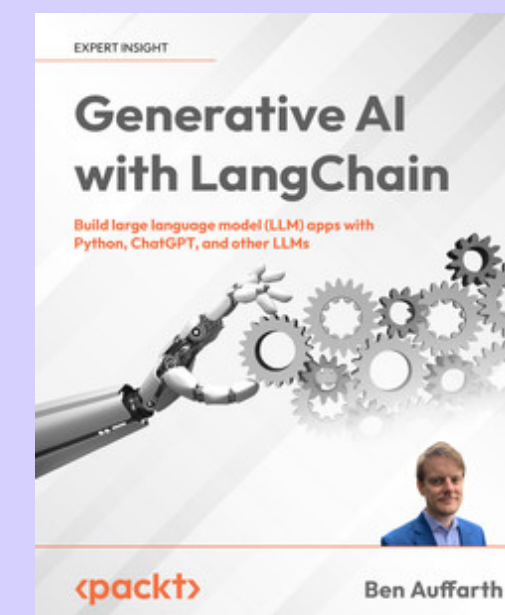 EXPERT INSIGHT
Generative AI
with LangChain
Build large language model (LLM) apps with
Python, ChatGPT, and other LLMs
<packt>
Ben Auffarth